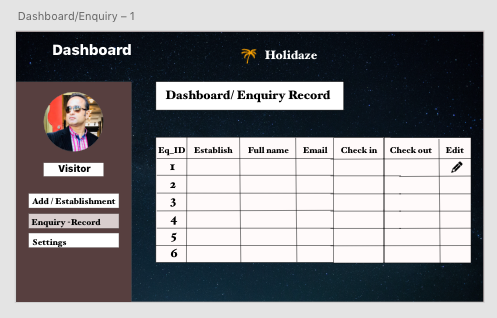 Dashboard/Enquiry – 1
Dashboard
Holidaze
Dashboard/ Enquiry Record
Visitor
Add / Establishment
Enquiry -Record
Settings
Eq_ID Establish Full name Email Check in Check out Edit
1
2
3
4
5
6